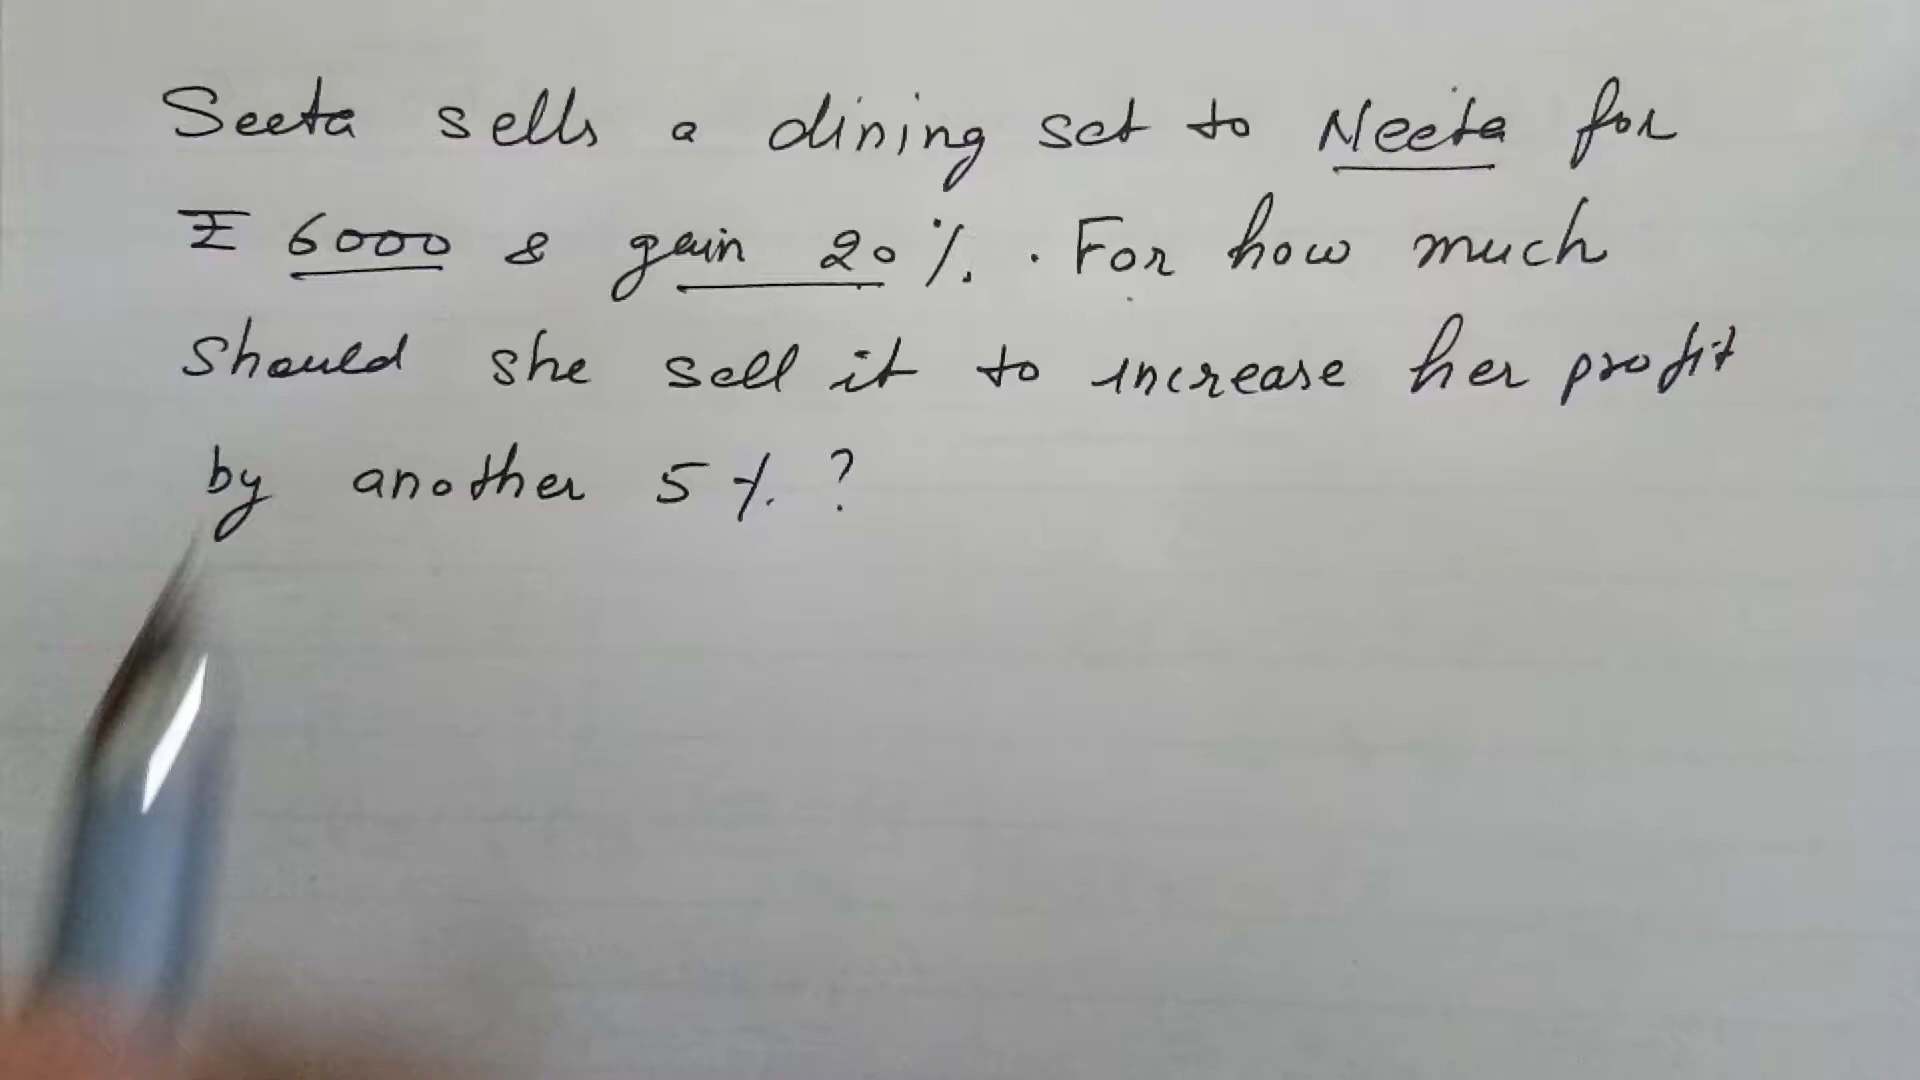 Seeta sells a dining set to Neeta for
₹ 6000 & gain 20%. For how much
should she sell it to increase her profit
by another 5%?